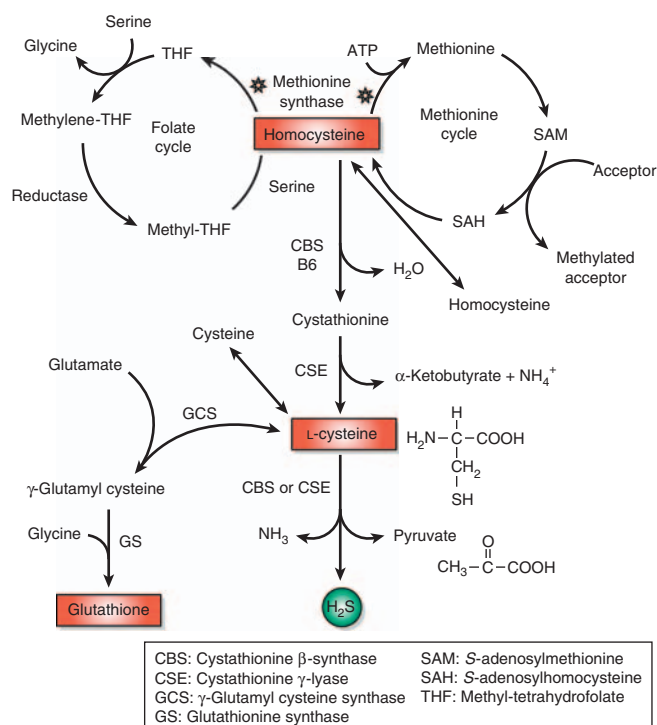 Serine
Glycine
THF
ATP
Methionine
Methionine
synthase
Methylene-THF
Folate
cycle
Homocysteine
Methionine
cycle
SAM
Acceptor
Reductase
Serine
Methyl-THF
SAH
CBS
B6
H2O
Methylated
acceptor
Homocysteine
Cysteine
Cystathionine
Glutamate
CSE
α-Ketobutyrate + NH4+
GCS
L-cysteine
H
H2N–C–COOH
CH2
SH
γ-Glutamyl cysteine
CBS or CSE
Glycine
GS
NH3
Pyruvate
O
CH3–C–COOH
Glutathione
H2S
CBS: Cystathionine β-synthase
CSE: Cystathionine γ-lyase
GCS: γ-Glutamyl cysteine synthase
GS: Glutathionine synthase
SAM: S-adenosylmethionine
SAH: S-adenosylhomocysteine
THF: Methyl-tetrahydrofolate